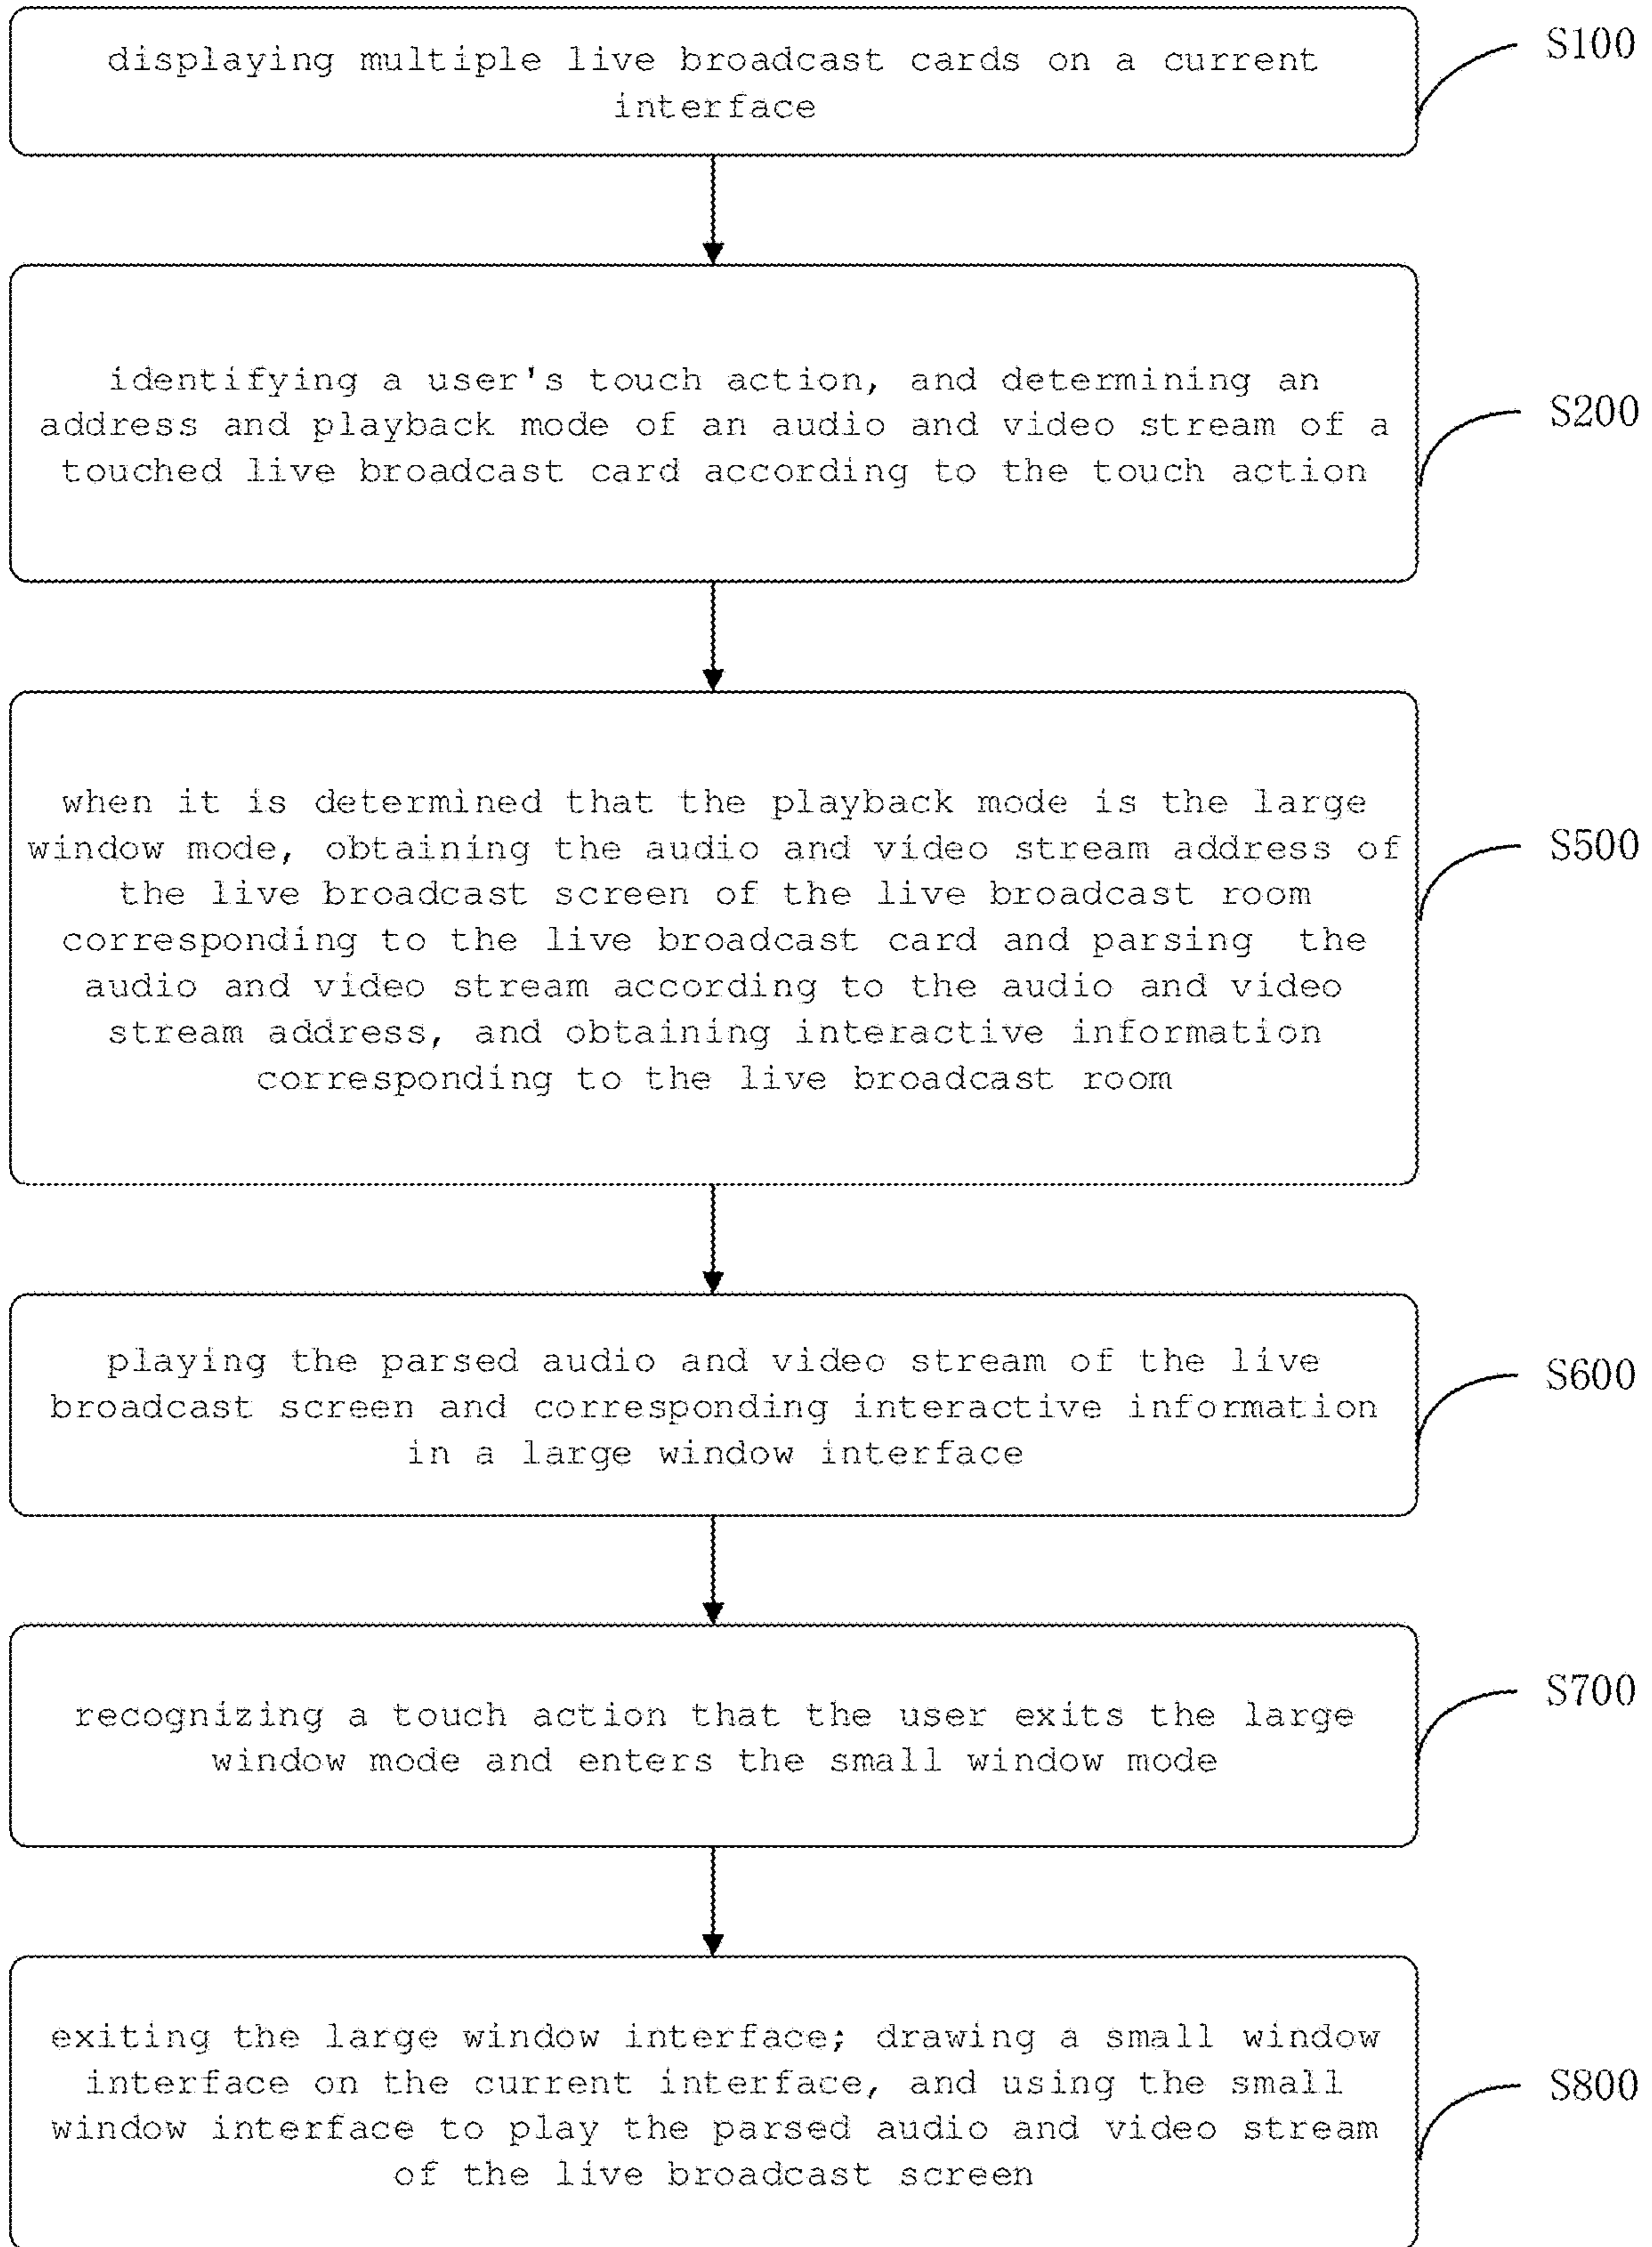 displaying multiple live broadcast cards on a current
interface
S100
identifying a user's touch action, and determining an
address and playback mode of an audio and video stream of a
touched live broadcast card according to the touch action
S200
when it is determined that the playback mode is the large
window mode, obtaining the audio and video stream address of
the live broadcast screen of the live broadcast room
corresponding to the live broadcast card and parsing the
audio and video stream according to the audio and video
stream address, and obtaining interactive information
corresponding to the live broadcast room
S500
playing the parsed audio and video stream of the live
broadcast screen and corresponding interactive information
in a large window interface
S600
recognizing a touch action that the user exits the large
window mode and enters the small window mode
S700
exiting the large window interface; drawing a small window
interface on the current interface, and using the small
window interface to play the parsed audio and video stream
of the live broadcast screen
S800